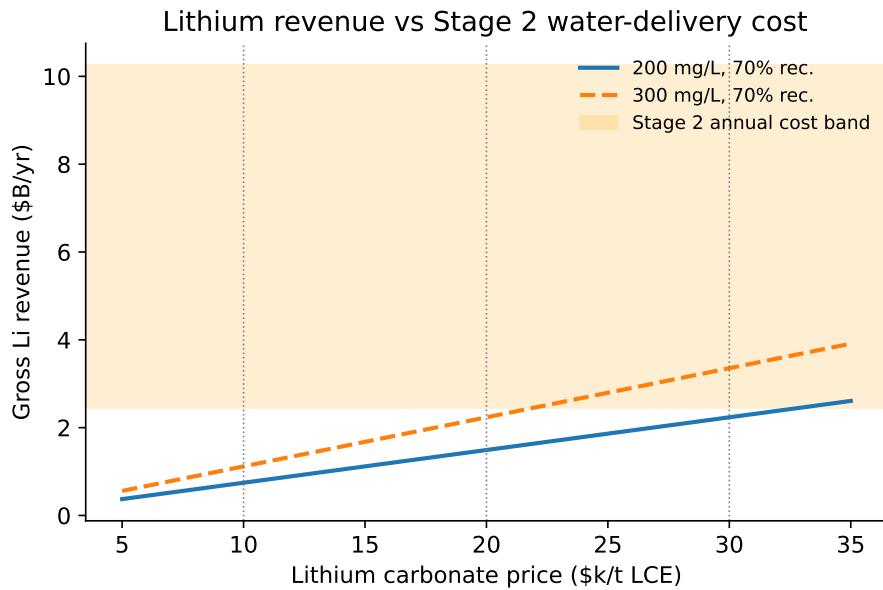 Lithium revenue vs Stage 2 water-delivery cost
200 mg/L, 70% rec.
300 mg/L, 70% rec.
Stage 2 annual cost band
Gross Li revenue ($B/yr)
10
8
6
4
2
0
5 10 15 20 25 30 35
Lithium carbonate price ($k/t LCE)